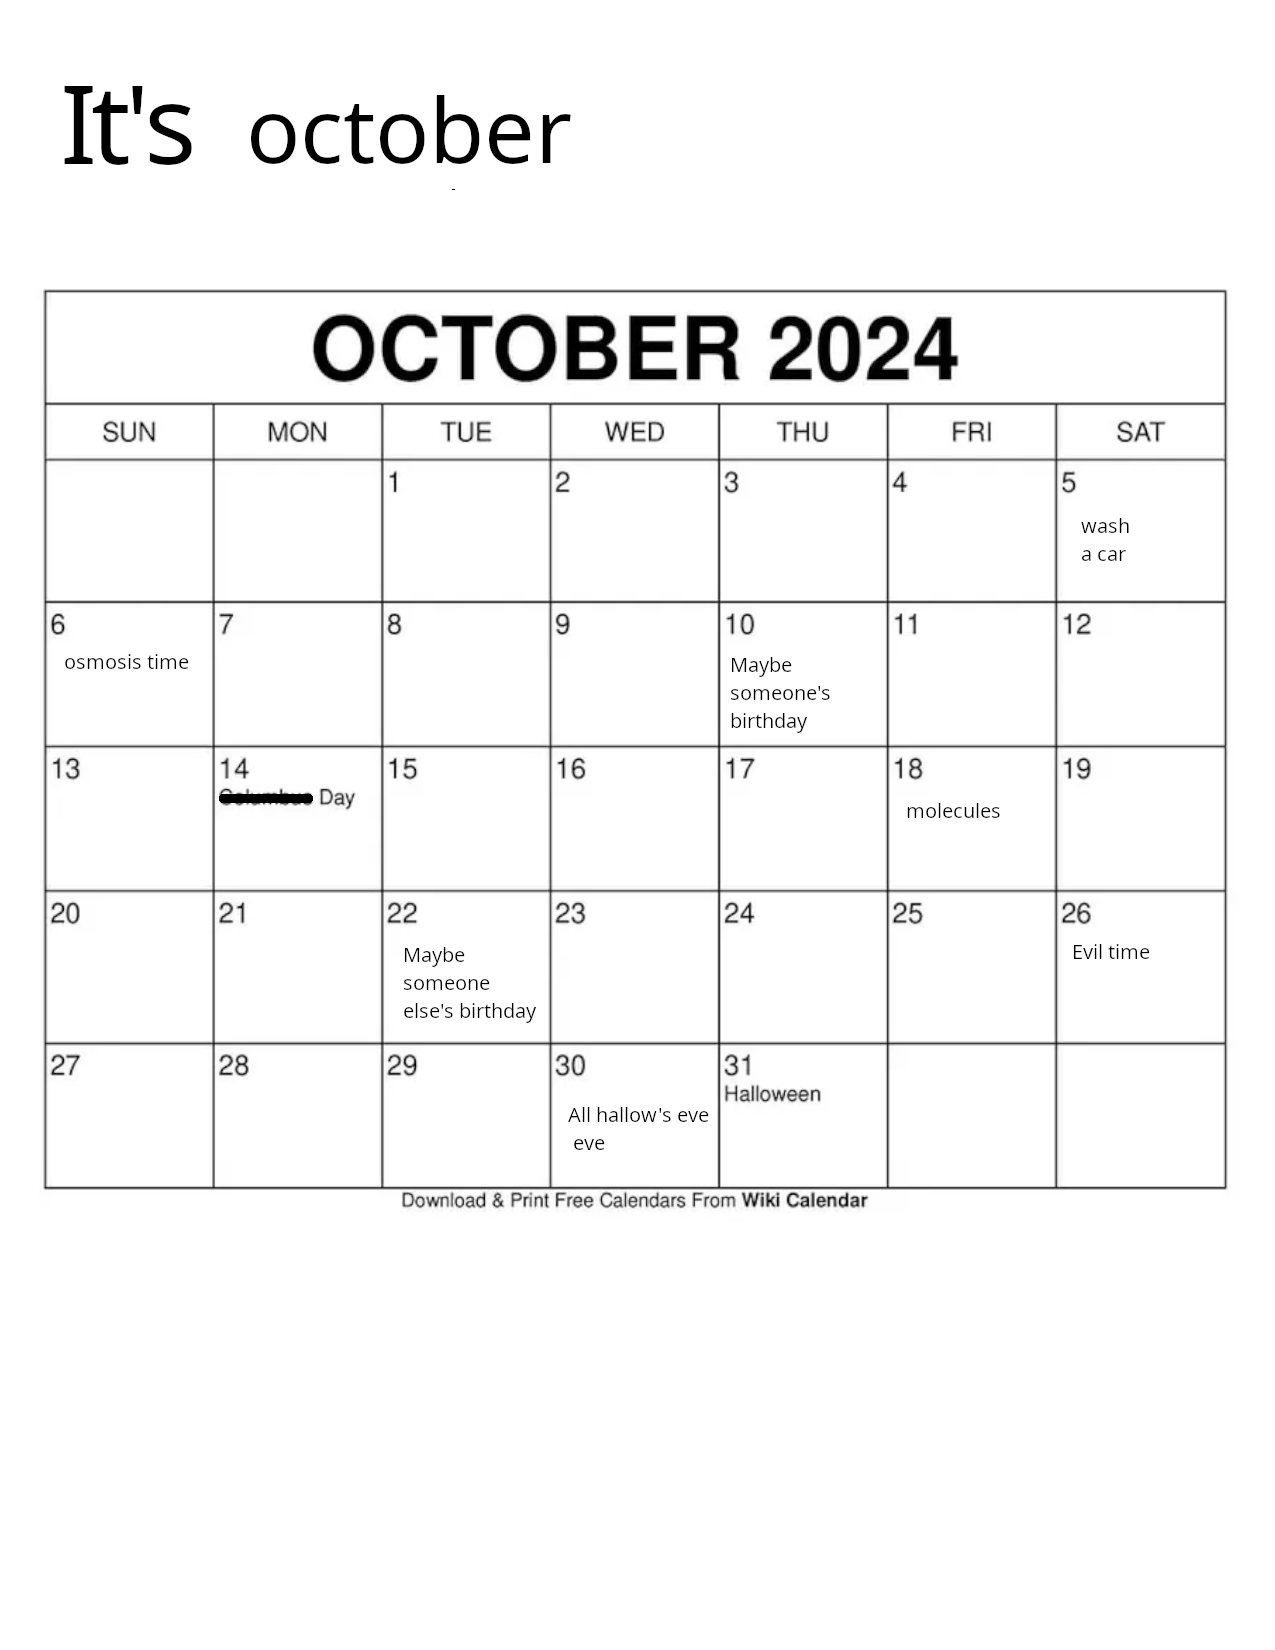 It's october
OCTOBER 2024
SUN MON TUE WED THU FRI SAT
1 2 3 4 5
wash
a car
6 7 8 9 10 11 12
osmosis time
Maybe
someone's
birthday
13 14 15 16 17 18 19
Columbus Day
molecules
20 21 22 23 24 25 26
Maybe
someone
else's birthday
Evil time
27 28 29 30 31
Halloween
All hallow's eve
eve
Download & Print Free Calendars From Wiki Calendar